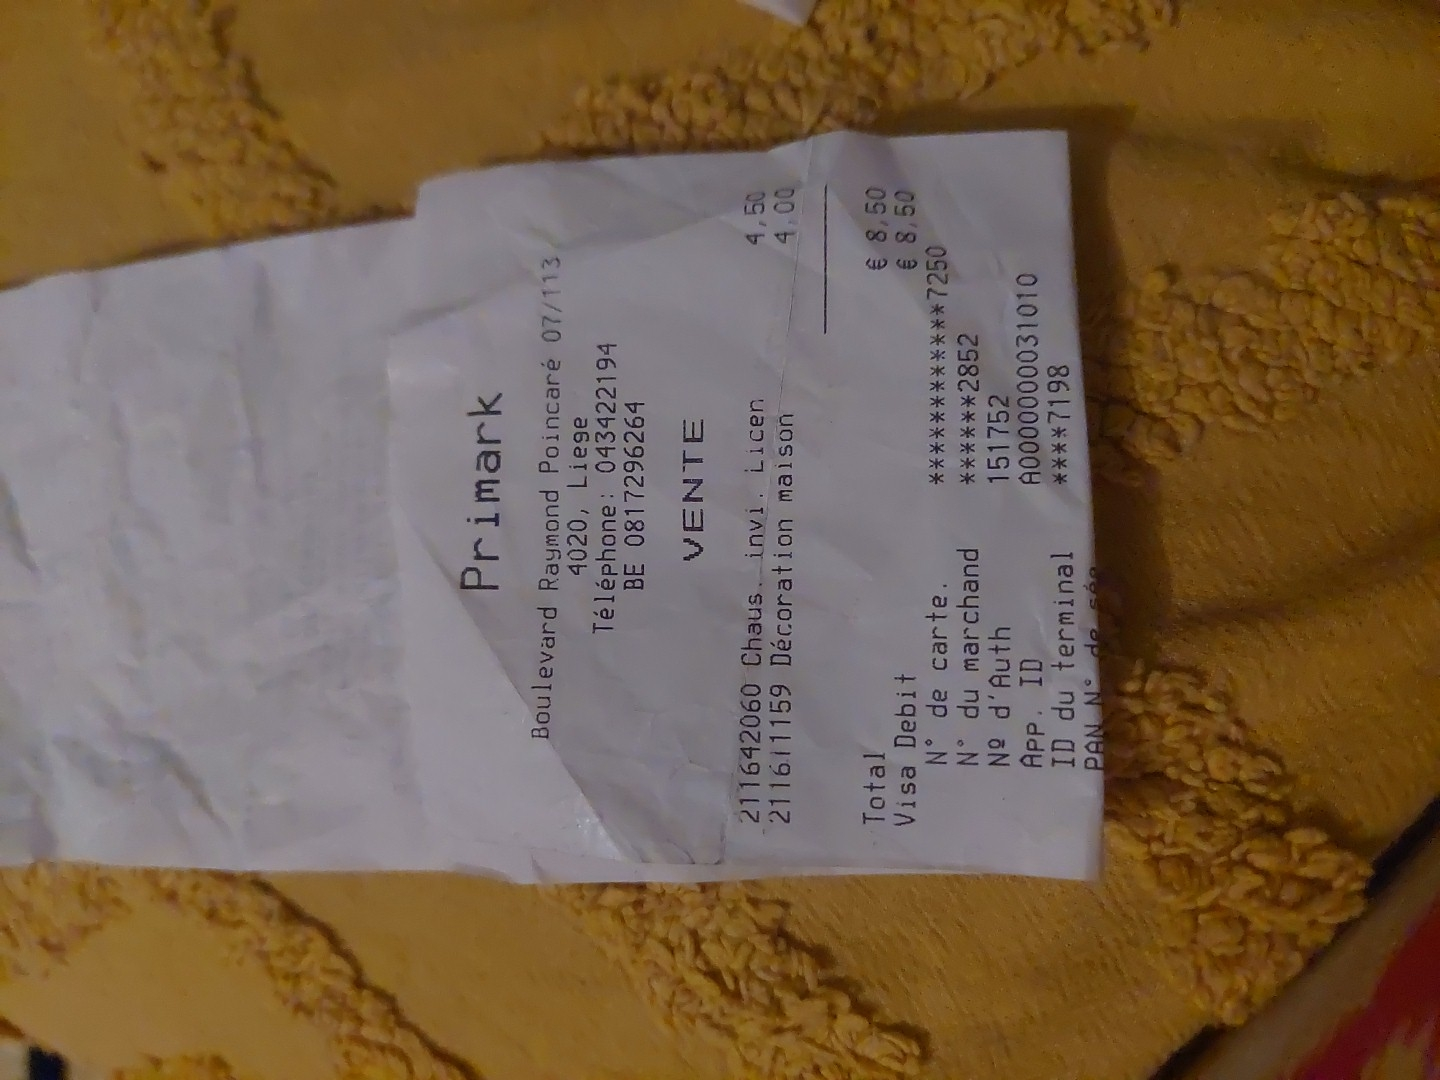 Primark
Boulevard Raymond Poincaré 07/113
4020, Liege
Téléphone: 043422194
BE 0817296264
VENTE
211642060 Chaus. invi. Licen 4,50
211611159 Décoration maison 4,00
Total € 8,50
Visa Debit € 8,50
N° de carte. ************7250
N° du marchand ******2852
Nº d'Auth 151752
App. ID A0000000031010
ID du terminal ****7198
PAN N° de